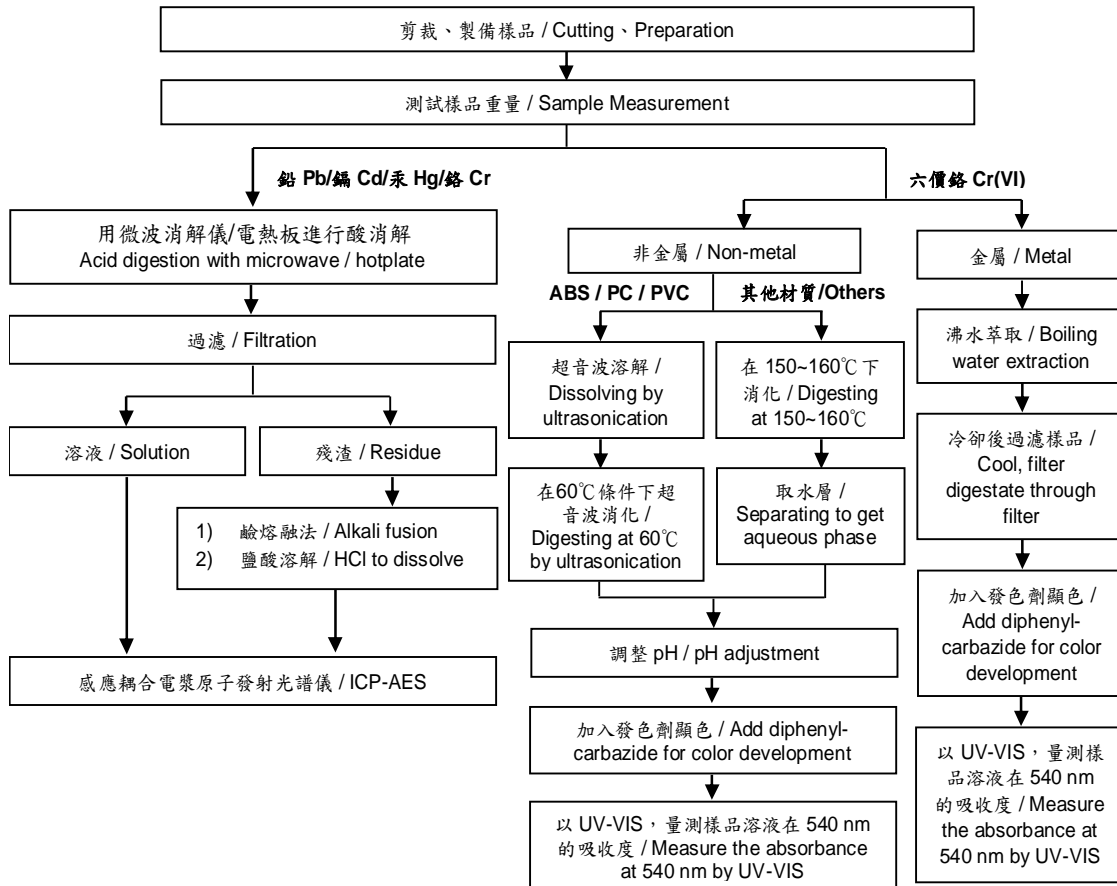 剪裁、製備樣品 / Cutting、Preparation
測試樣品重量 / Sample Measurement
鉛 Pb/鎘 Cd/汞 Hg/鉻 Cr
用微波消解儀/電熱板進行酸消解
Acid digestion with microwave / hotplate
過濾 / Filtration
溶液 / Solution
殘渣 / Residue
1) 鹼熔融法 / Alkali fusion
2) 鹽酸溶解 / HCl to dissolve
感應耦合電漿原子發射光譜儀 / ICP-AES
六價鉻 Cr(VI)
非金屬 / Non-metal
ABS / PC / PVC
超音波溶解 /
Dissolving by
ultrasonication
在60℃條件下超
音波消化 /
Digesting at 60℃
by ultrasonication
其他材質/Others
在 150~160℃ 下
消化 / Digesting
at 150~160℃
取水層 /
Separating to get
aqueous phase
調整 pH / pH adjustment
加入發色劑顯色 / Add diphenyl-
carbazide for color development
以 UV-VIS，量測樣品溶液在 540 nm
的吸收度 / Measure the absorbance
at 540 nm by UV-VIS
金屬 / Metal
沸水萃取 / Boiling
water extraction
冷卻後過濾樣品 /
Cool, filter
digestate through
filter
加入發色劑顯色 /
Add diphenyl-
carbazide for color
development
以 UV-VIS，量測樣
品溶液在 540 nm
的吸收度 / Measure
the absorbance at
540 nm by UV-VIS